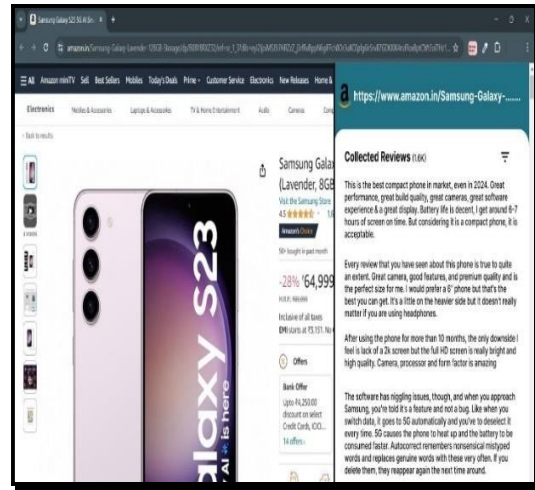 Samsung Galaxy S23 5G AI Sm
All Amazon miniTV Sell Best Sellers Mobiles Today's Deals Prime Customer Service Electronics New Releases Home &
Electronics Mobiles & Accessories Laptops & Accessories TV & Home Entertainment Audio Cameras
Back to results
Samsung Galax
(Lavender, 8GB
Visit the Samsung Store
4.5
Amazon's Choice
50+ bought in past month
-28% ₹64,999
Inclusive of all taxes
EMI starts at ₹3,151. No
Offers
Bank Offer
Upto ₹4,250.00
discount on select
Credit Cards, ICICI...
14 offers
4 VIDEOS
alaxy S23
y AI is here
https://www.amazon.in/Samsung-Galaxy-.......
Collected Reviews (1.6K)
This is the best compact phone in market, even in 2024. Great
performance, great build quality, great cameras, great software
experience & a great display. Battery life is decent, I get around 6-7
hours of screen on time. But considering it is a compact phone, it is
acceptable.
Every review that you have seen about this phone is true to quite
an extent. Great camera, good features, and premium quality and is
the perfect size for me. I would prefer a 6" phone but that's the
best you can get. It's a little on the heavier side but it doesn't really
matter if you are using headphones.
After using the phone for more than 10 months, the only downside I
feel is lack of a 2k screen but the full HD screen is really bright and
high quality. Camera, processor and form factor is amazing
The software has niggling issues, though, and when you approach
Samsung, you're told it's a feature and not a bug. Like when you
switch data, it goes to 5G automatically and you've to deselect it
every time. 5G causes the phone to heat up and the battery to be
consumed faster. Autocorrect remembers nonsensical mistyped
words and replaces genuine words with these very often. If you
delete them, they reappear again the next time around.